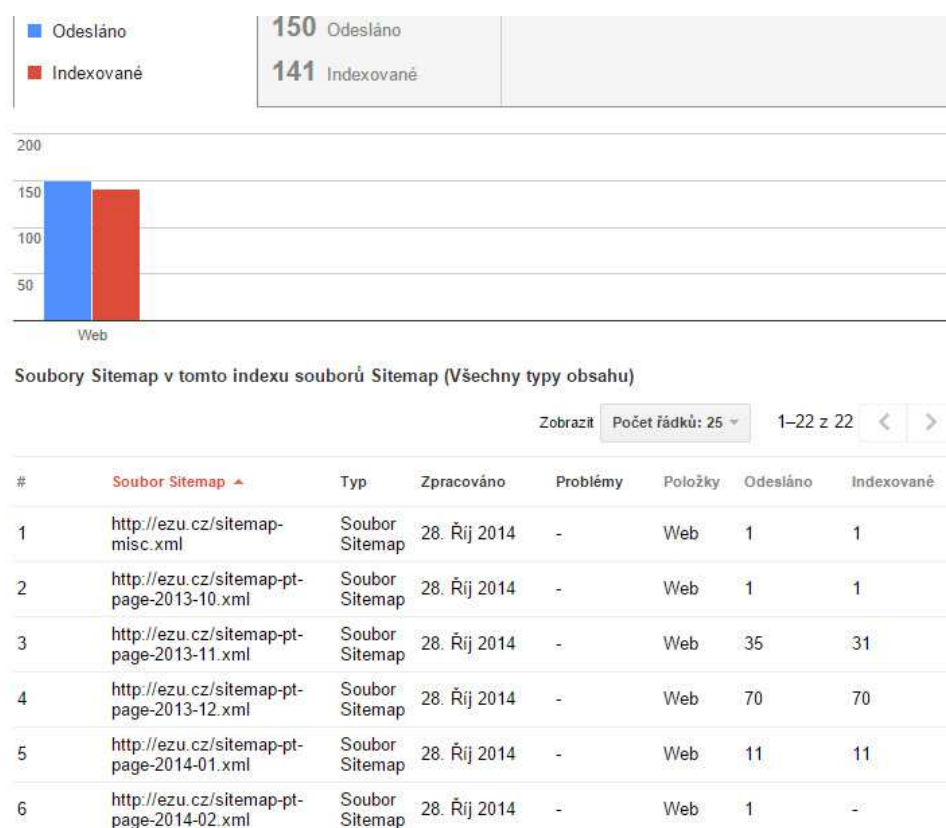 Odesláno
150 Odesláno
Indexované
141 Indexované
200
150
100
50
Web
Soubory Sitemap v tomto indexu souborů Sitemap (Všechny typy obsahu)
Zobrazit Počet řádků: 25 1–22 z 22
# Soubor Sitemap Typ Zpracováno Problémy Položky Odesláno Indexované
1 http://ezu.cz/sitemap-misc.xml Soubor Sitemap 28. Říj 2014 - Web 1 1
2 http://ezu.cz/sitemap-pt-page-2013-10.xml Soubor Sitemap 28. Říj 2014 - Web 1 1
3 http://ezu.cz/sitemap-pt-page-2013-11.xml Soubor Sitemap 28. Říj 2014 - Web 35 31
4 http://ezu.cz/sitemap-pt-page-2013-12.xml Soubor Sitemap 28. Říj 2014 - Web 70 70
5 http://ezu.cz/sitemap-pt-page-2014-01.xml Soubor Sitemap 28. Říj 2014 - Web 11 11
6 http://ezu.cz/sitemap-pt-page-2014-02.xml Soubor Sitemap 28. Říj 2014 - Web 1 -